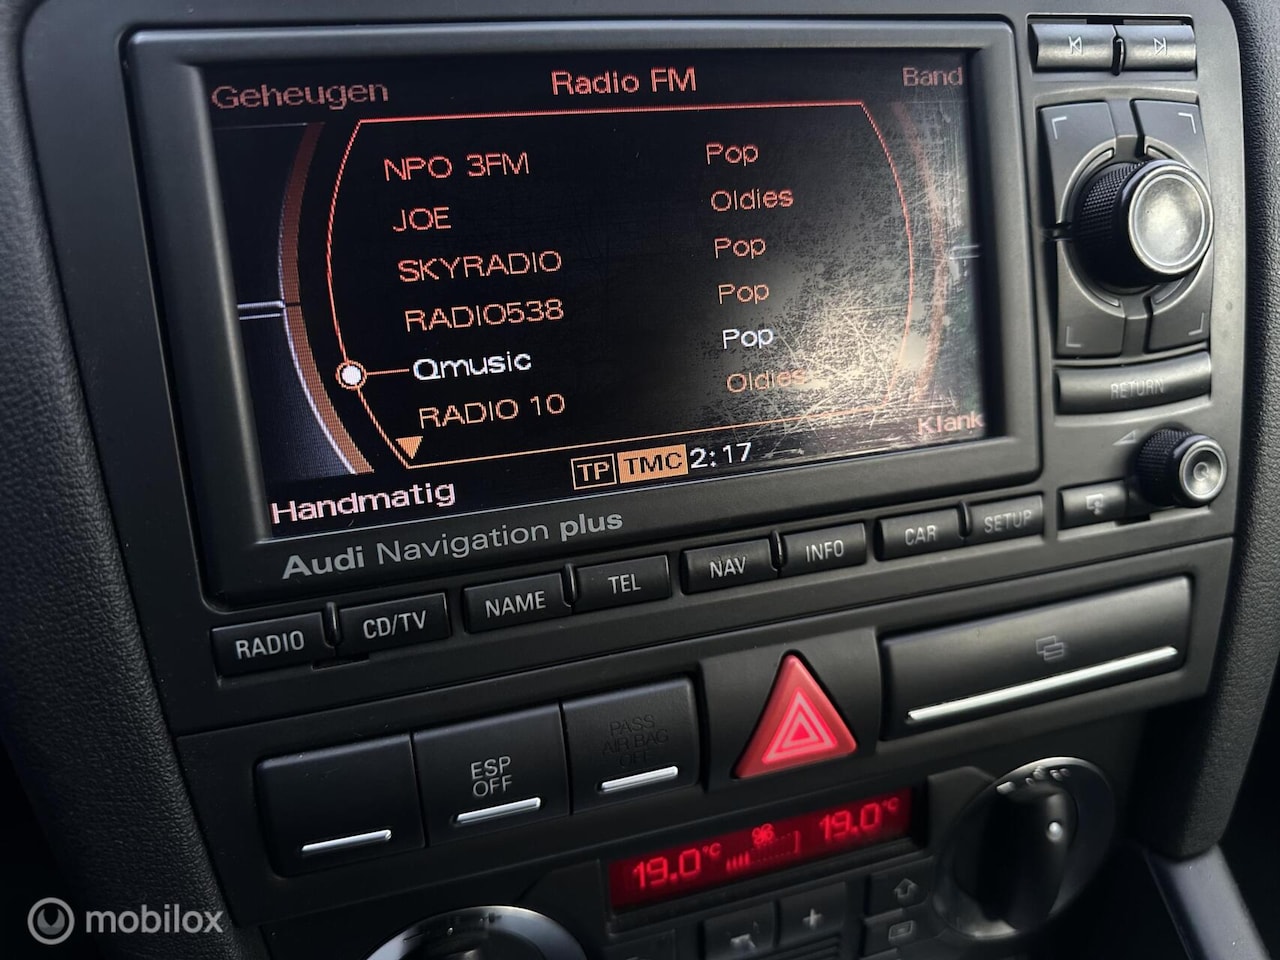 Geheugen Radio FM Band
NPO 3FM Pop
JOE Oldies
SKYRADIO Pop
RADIO538 Pop
Qmusic Pop
RADIO 10 Oldies
Klank
TP TMC 2:17
Handmatig
Audi Navigation plus
RETURN
RADIO CD/TV NAME TEL NAV INFO CAR SETUP
ESP
OFF
PASS
AIR BAG
OFF
19.0°C 19.0°C
mobilox